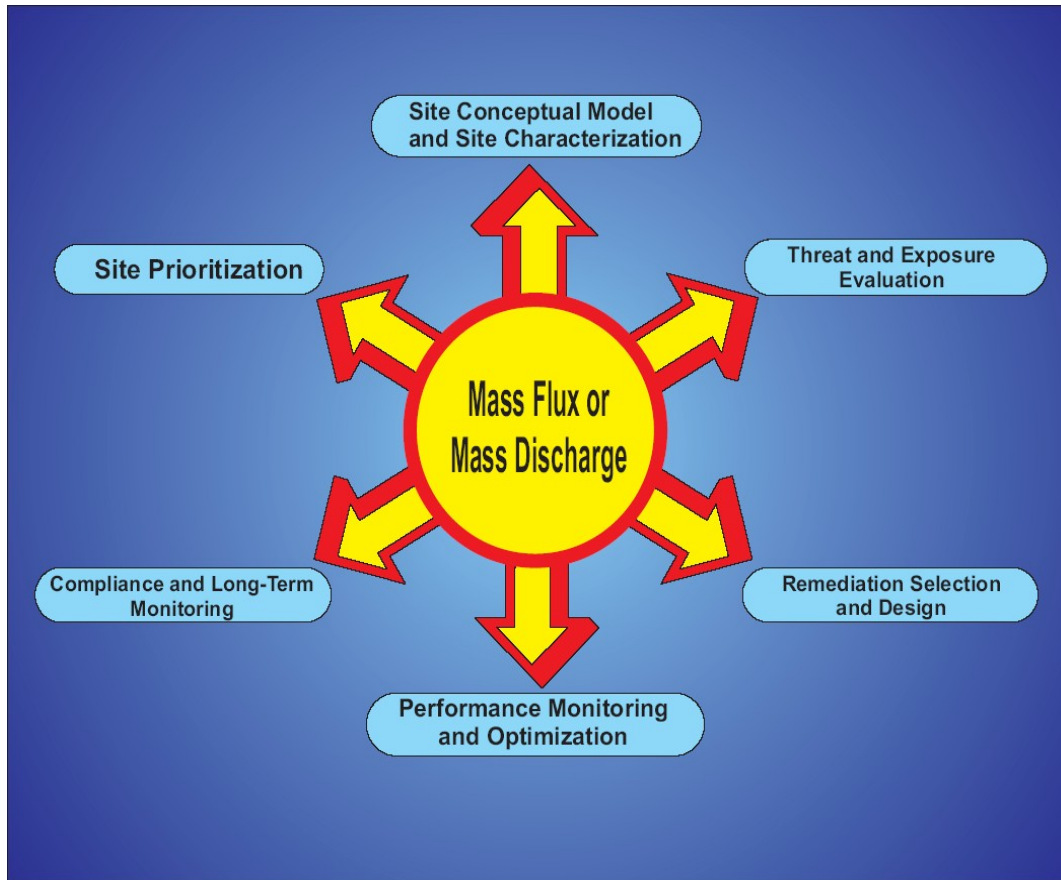 Site Conceptual Model
and Site Characterization
Site Prioritization
Threat and Exposure
Evaluation
Mass Flux or
Mass Discharge
Compliance and Long-Term
Monitoring
Remediation Selection
and Design
Performance Monitoring
and Optimization